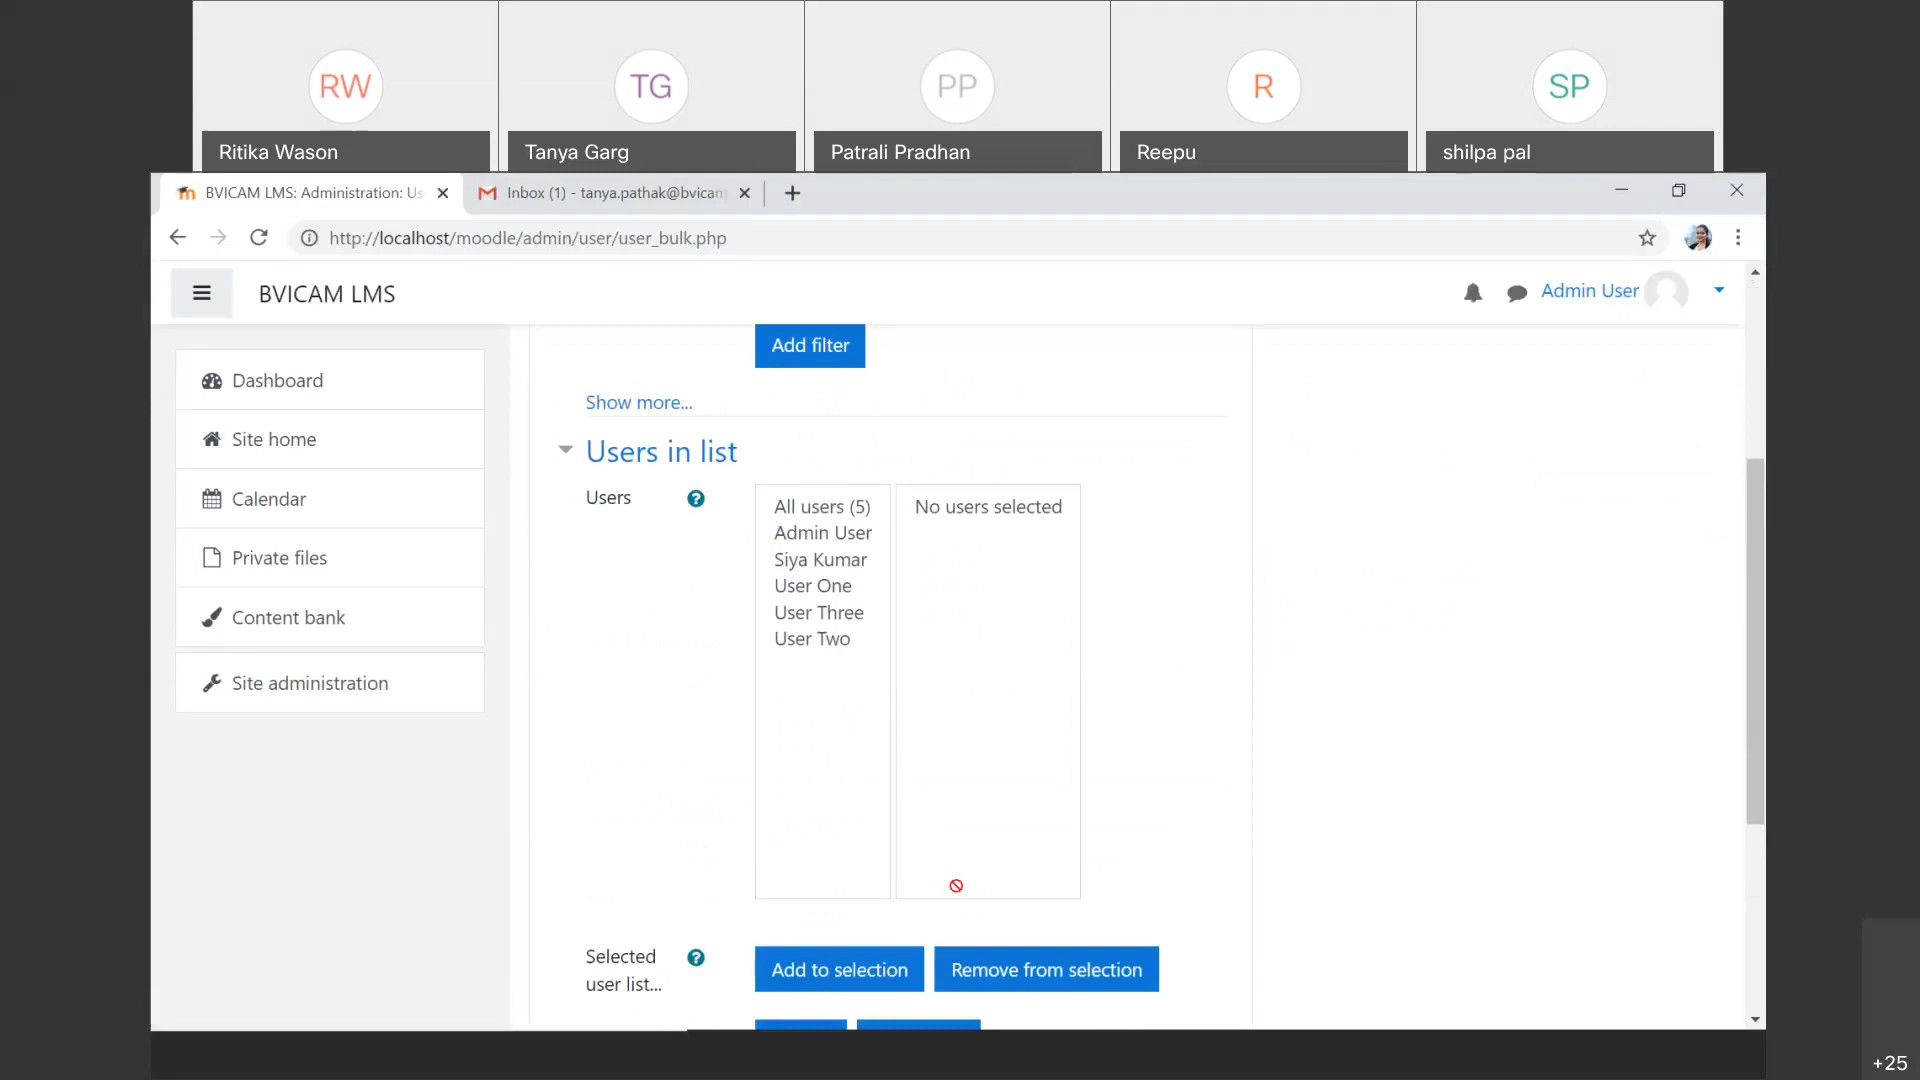 RW
TG
PP
R
SP
Ritika Wason
Tanya Garg
Patrali Pradhan
Reepu
shilpa pal
BVICAM LMS: Administration: Us
Inbox (1) - tanya.pathak@bvicam
http://localhost/moodle/admin/user/user_bulk.php
BVICAM LMS
Admin User
Dashboard
Site home
Calendar
Private files
Content bank
Site administration
Add filter
Show more...
Users in list
Users
All users (5)
Admin User
Siya Kumar
User One
User Three
User Two
No users selected
Selected
user list...
Add to selection
Remove from selection
+25